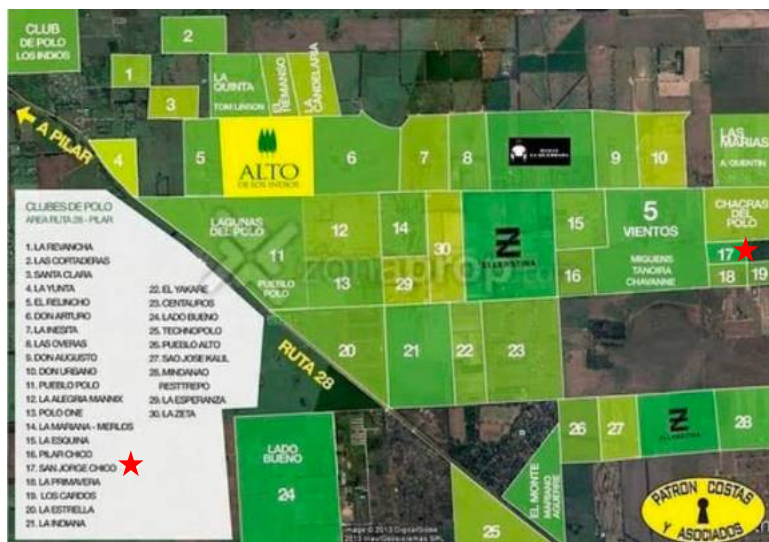 CLUB
DE POLO
LOS INDIOS
2
1
3
LA
QUINTA
TOM LINSON
EL REMANSO
LA CANDELARIA
A PILAR
4
5
ALTO
DE LOS INDIOS
6
7
8
9
10
LAS
MARIAS
A. QUENTIN
LAGUNAS
DEL POLO
11
PUEBLO
POLO
12
13
14
29
30
ELLERSTINA
15
16
5
VIENTOS
MIGUENS
TANOIRA
CHAVANNE
CHACRAS
DEL
POLO
17
18
19
zonaprop
RUTA 28
20
21
22
23
CLUBES DE POLO
AREA RUTA 28 - PILAR
1. LA REVANCHA
2. LAS CORTADERAS
3. SANTA CLARA
4. LA YUNTA
5. EL RELINCHO
6. DON ARTURO
7. LA INESITA
8. LAS OVERAS
9. DON AUGUSTO
10. DON URBANO
11. PUEBLO POLO
12. LA ALEGRIA MANNIX
13. POLO ONE
14. LA MARIANA - MERLOS
15. LA ESQUINA
16. PILAR CHICO
17. SAN JORGE CHICO
18. LA PRIMAVERA
19. LOS CARDOS
20. LA ESTRELLA
21. LA INDIANA
22. EL YAKARE
23. CENTAUROS
24. LADO BUENO
25. TECHNOPOLO
26. PUEBLO ALTO
27. SAO JOSE KALIL
28. MINDANAO
RESTTREPO
29. LA ESPERANZA
30. LA ZETA
LADO
BUENO
24
25
EL MONTE
MARIANO
AGUERRE
26
27
ELLERSTINA
28
PATRON COSTAS
Y ASOCIADOS
Image © 2013 DigitalGlobe